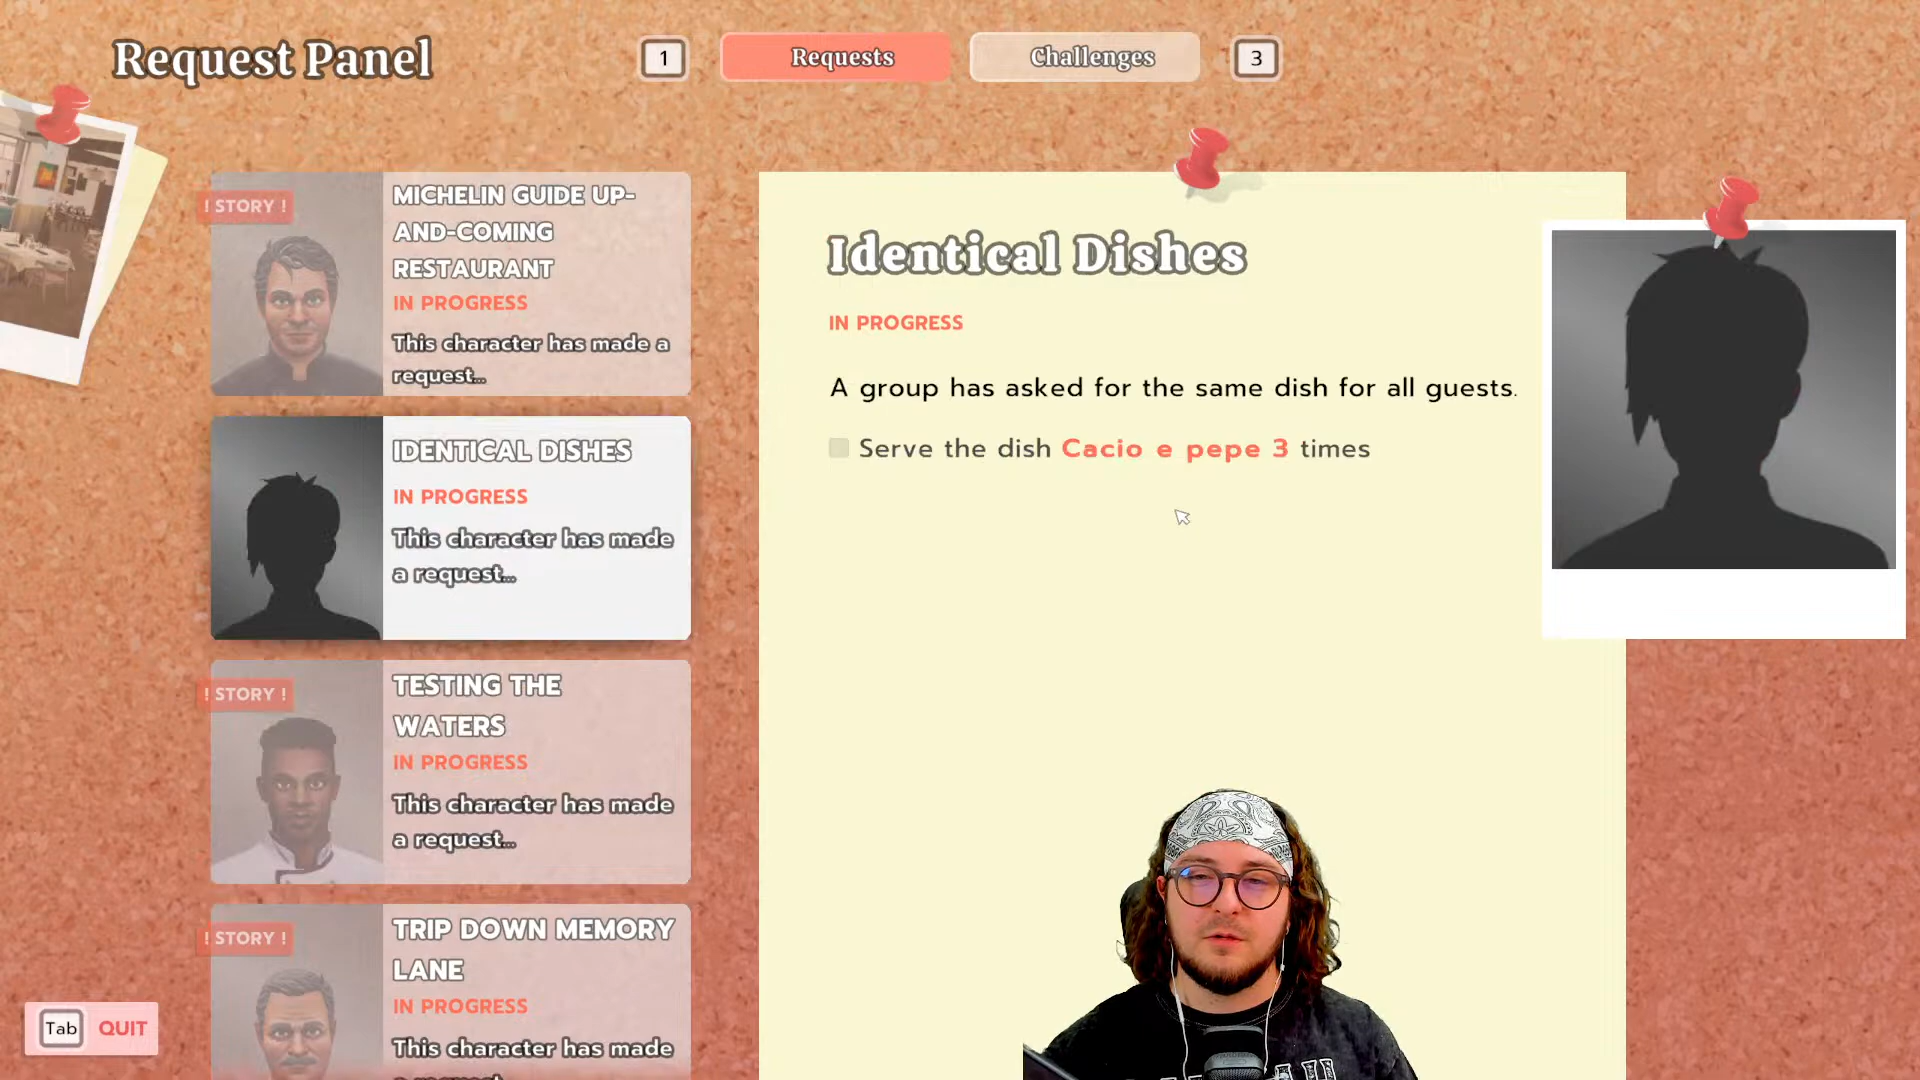 Request Panel
1
Requests
Challenges
3
! STORY !
MICHELIN GUIDE UP-
AND-COMING
RESTAURANT
IN PROGRESS
This character has made a
request...
IDENTICAL DISHES
IN PROGRESS
This character has made
a request...
! STORY !
TESTING THE
WATERS
IN PROGRESS
This character has made
a request...
! STORY !
TRIP DOWN MEMORY
LANE
IN PROGRESS
This character has made
Identical Dishes
IN PROGRESS
A group has asked for the same dish for all guests.
Serve the dish Cacio e pepe 3 times
Tab QUIT